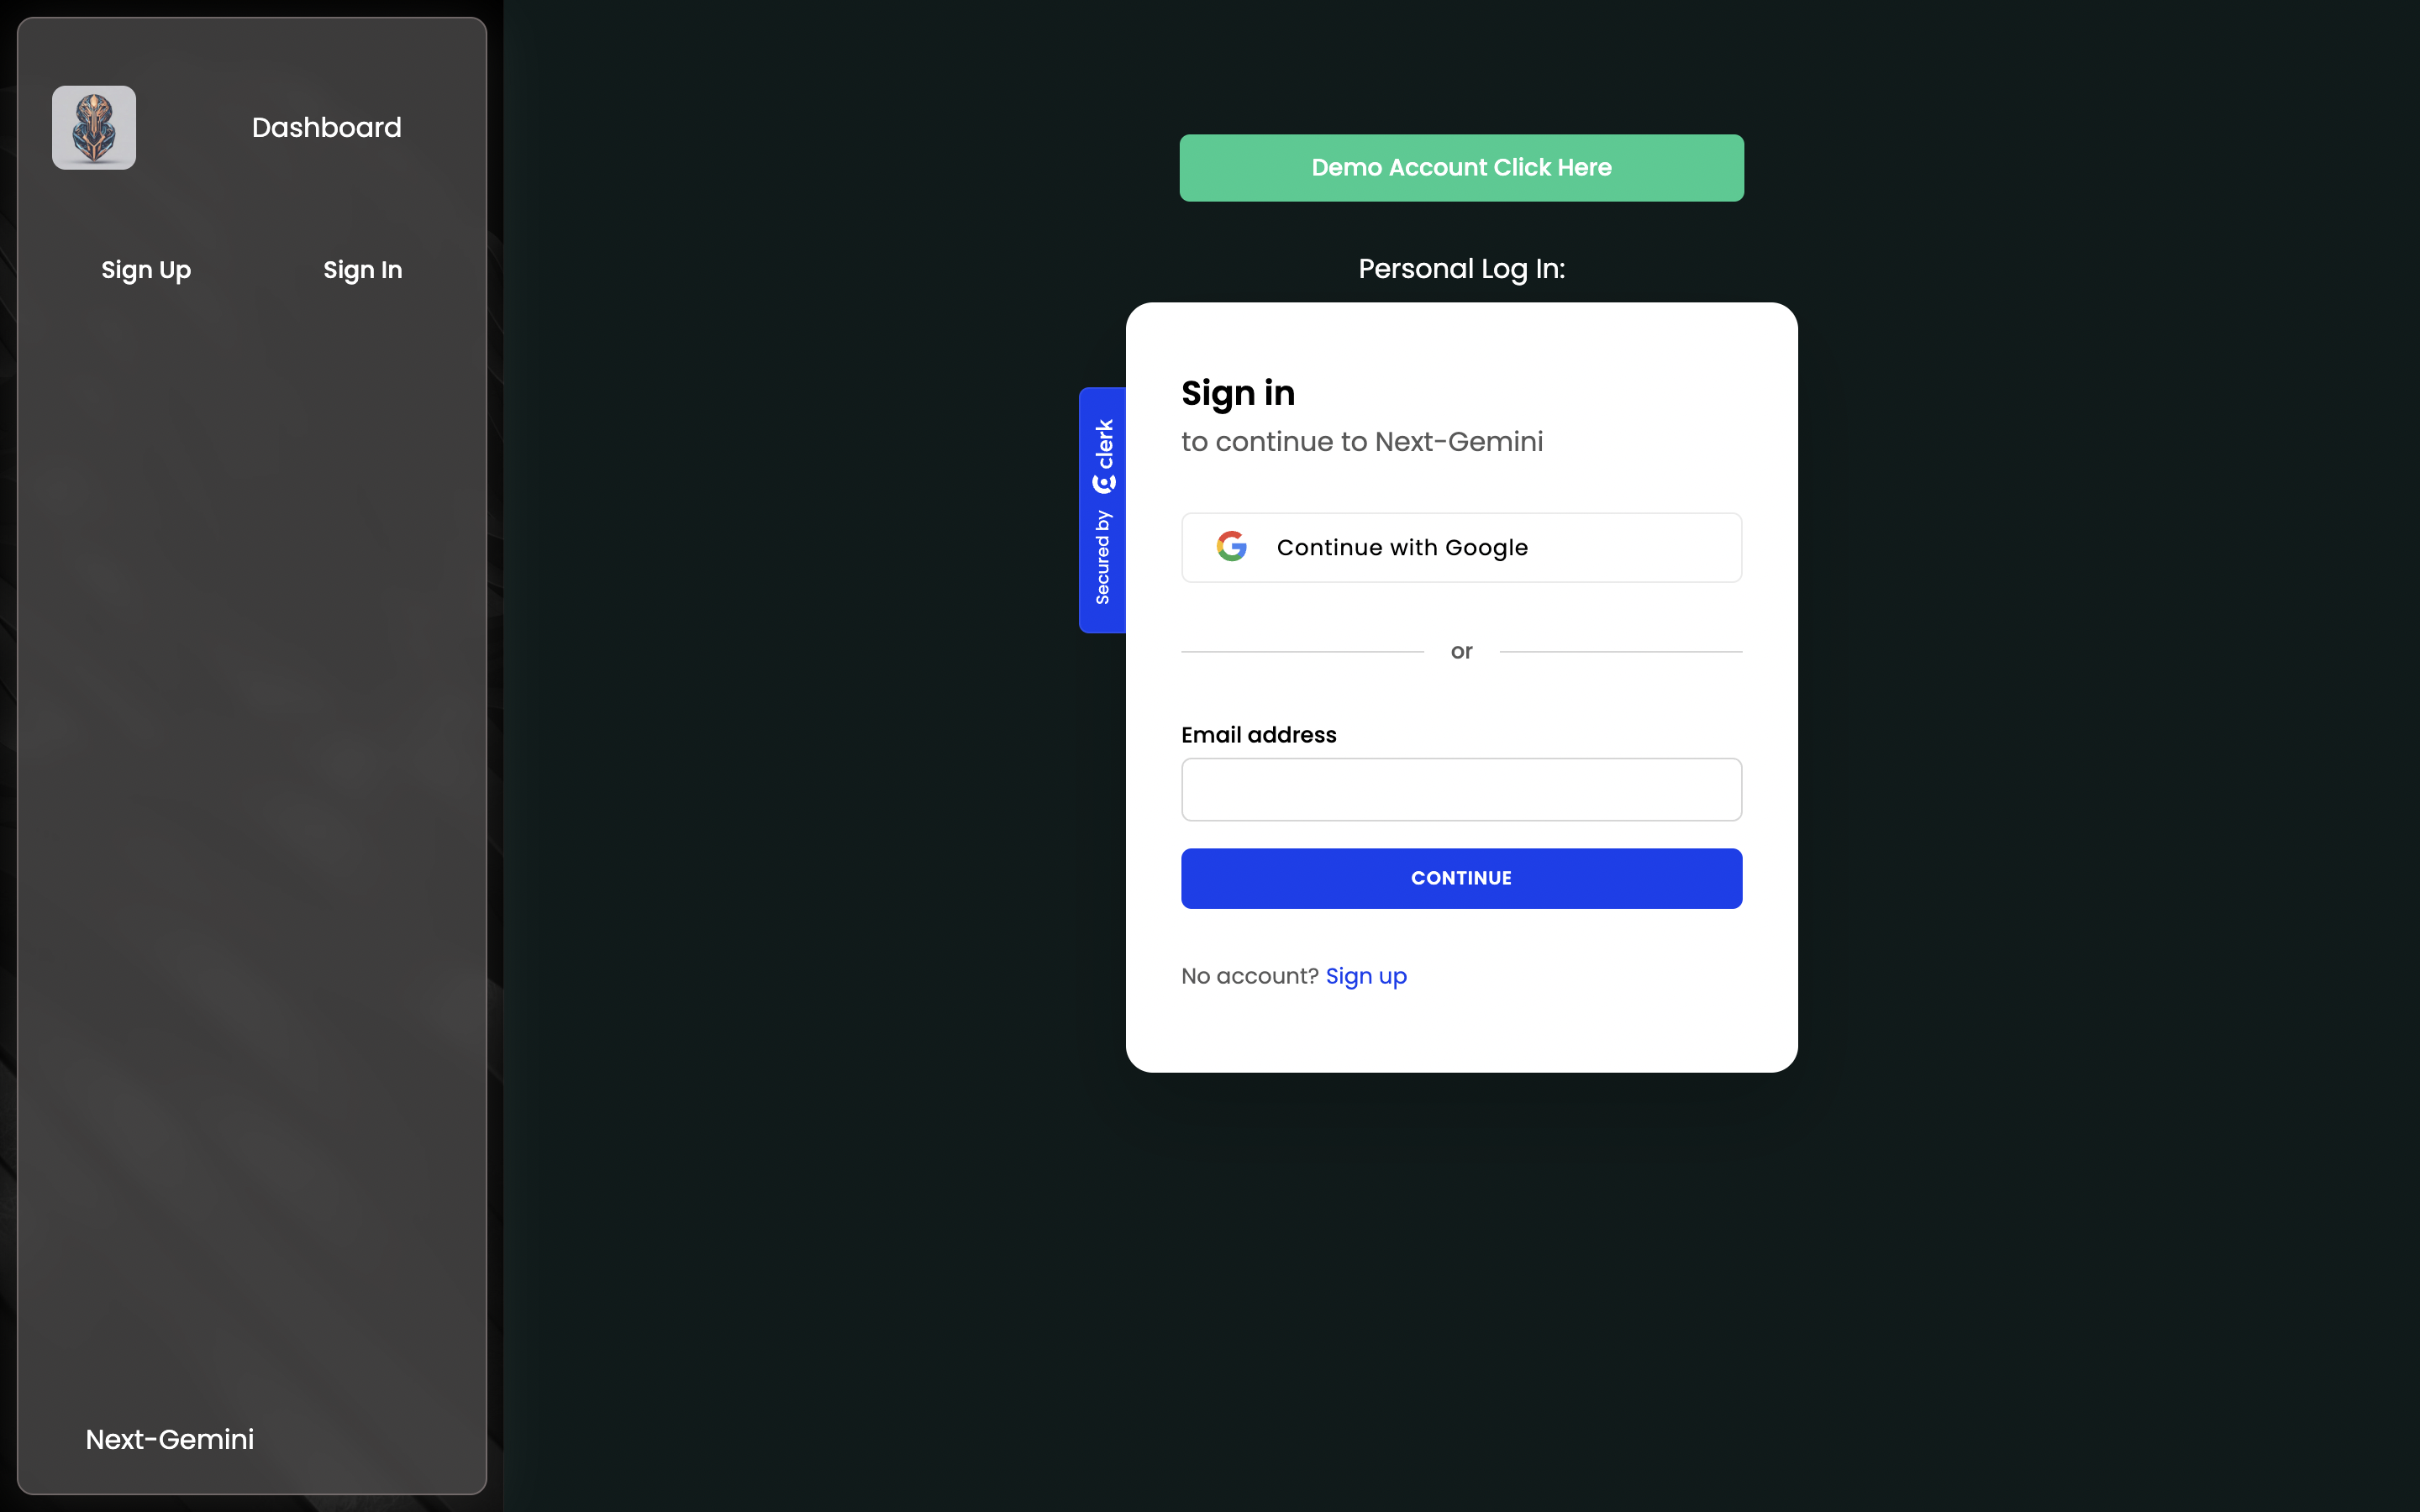 Dashboard
Sign Up
Sign In
Next-Gemini
Demo Account Click Here
Personal Log In:
Secured by clerk
Sign in
to continue to Next-Gemini
Continue with Google
or
Email address
CONTINUE
No account? Sign up